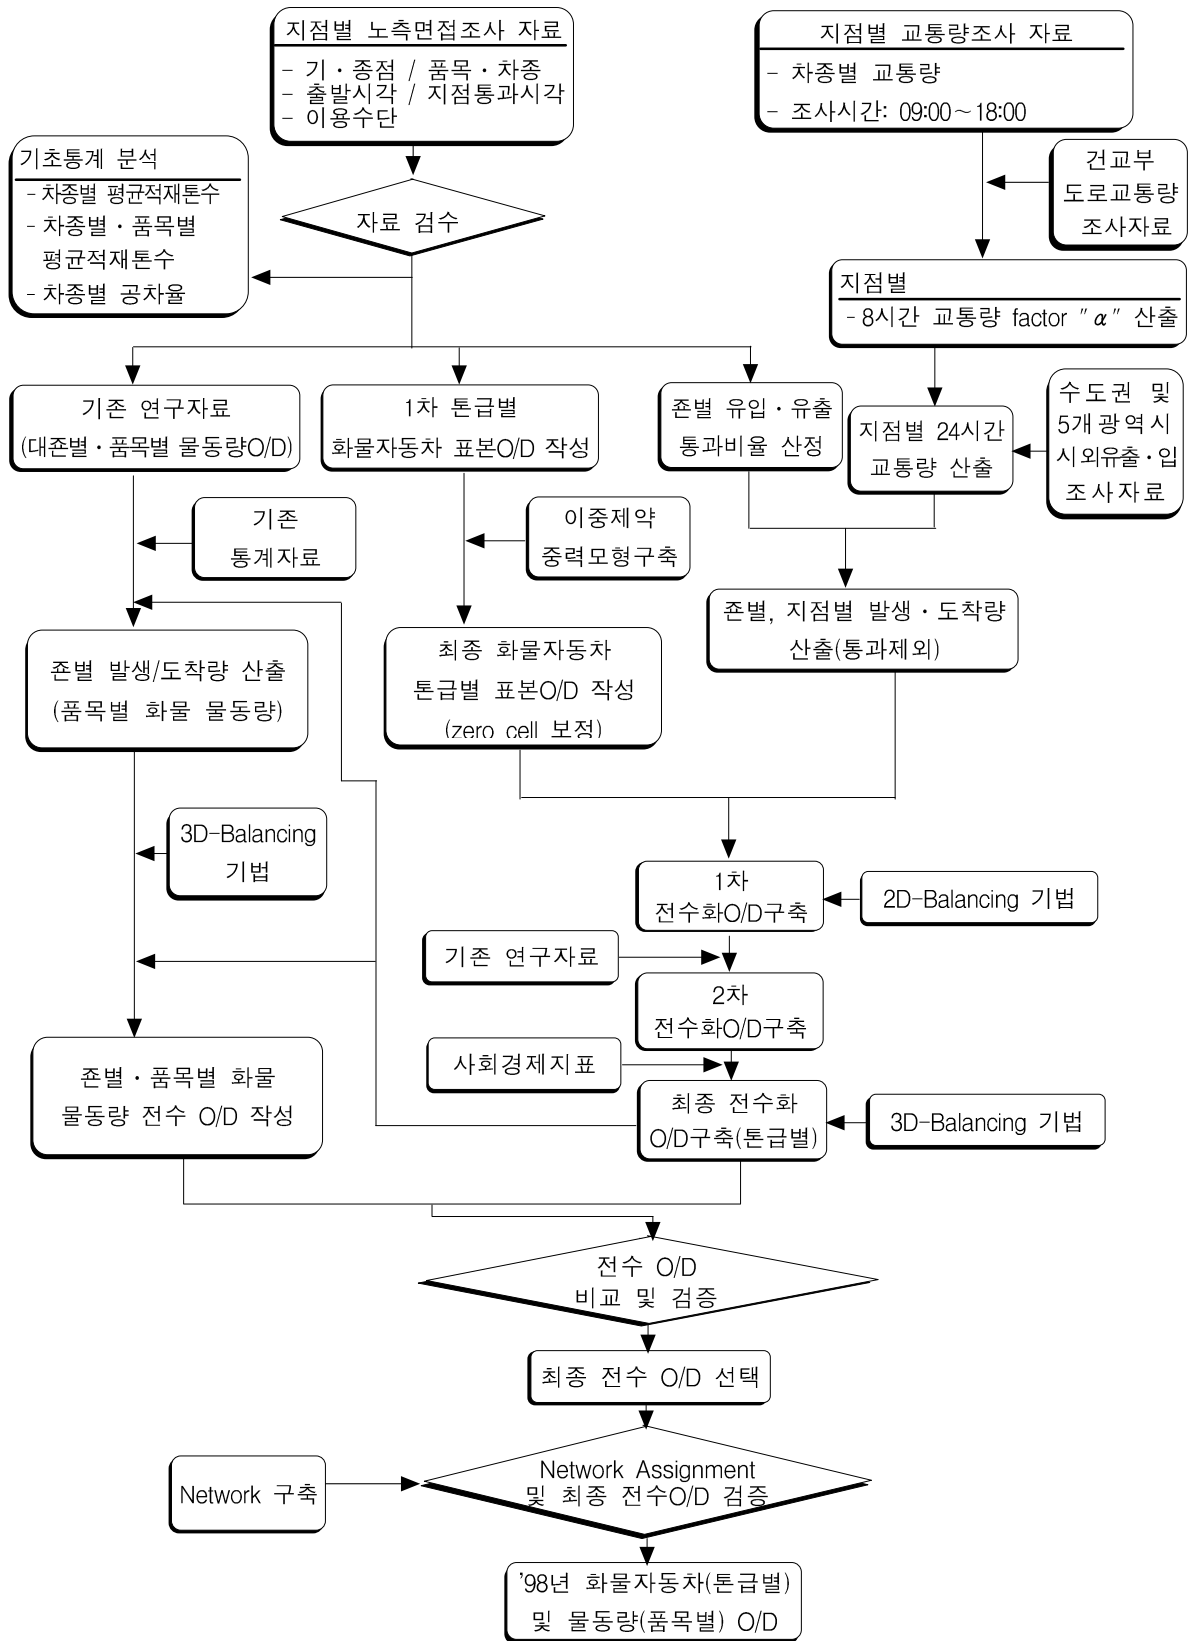 지점별 노측면접조사 자료
- 기・종점 / 품목・차종
- 출발시각 / 지점통과시각
- 이용수단
지점별 교통량조사 자료
- 차종별 교통량
- 조사시간: 09:00～18:00
기초통계 분석
- 차종별 평균적재톤수
- 차종별・품목별
평균적재톤수
- 차종별 공차율
자료 검수
건교부
도로교통량
조사자료
지점별
- 8시간 교통량 factor "α" 산출
기존 연구자료
(대죤별・품목별 물동량O/D)
1차 톤급별
화물자동차 표본O/D 작성
죤별 유입・유출
통과비율 산정
지점별 24시간
교통량 산출
수도권 및
5개 광역시
시외유출・입
조사자료
기존
통계자료
이중제약
중력모형구축
죤별, 지점별 발생・도착량
산출(통과제외)
죤별 발생/도착량 산출
(품목별 화물 물동량)
최종 화물자동차
톤급별 표본O/D 작성
(zero cell 보정)
3D-Balancing
기법
1차
전수화O/D구축
2D-Balancing 기법
기존 연구자료
2차
전수화O/D구축
사회경제지표
죤별・품목별 화물
물동량 전수 O/D 작성
최종 전수화
O/D구축(톤급별)
3D-Balancing 기법
전수 O/D
비교 및 검증
최종 전수 O/D 선택
Network 구축
Network Assignment
및 최종 전수O/D 검증
'98년 화물자동차(톤급별)
및 물동량(품목별) O/D